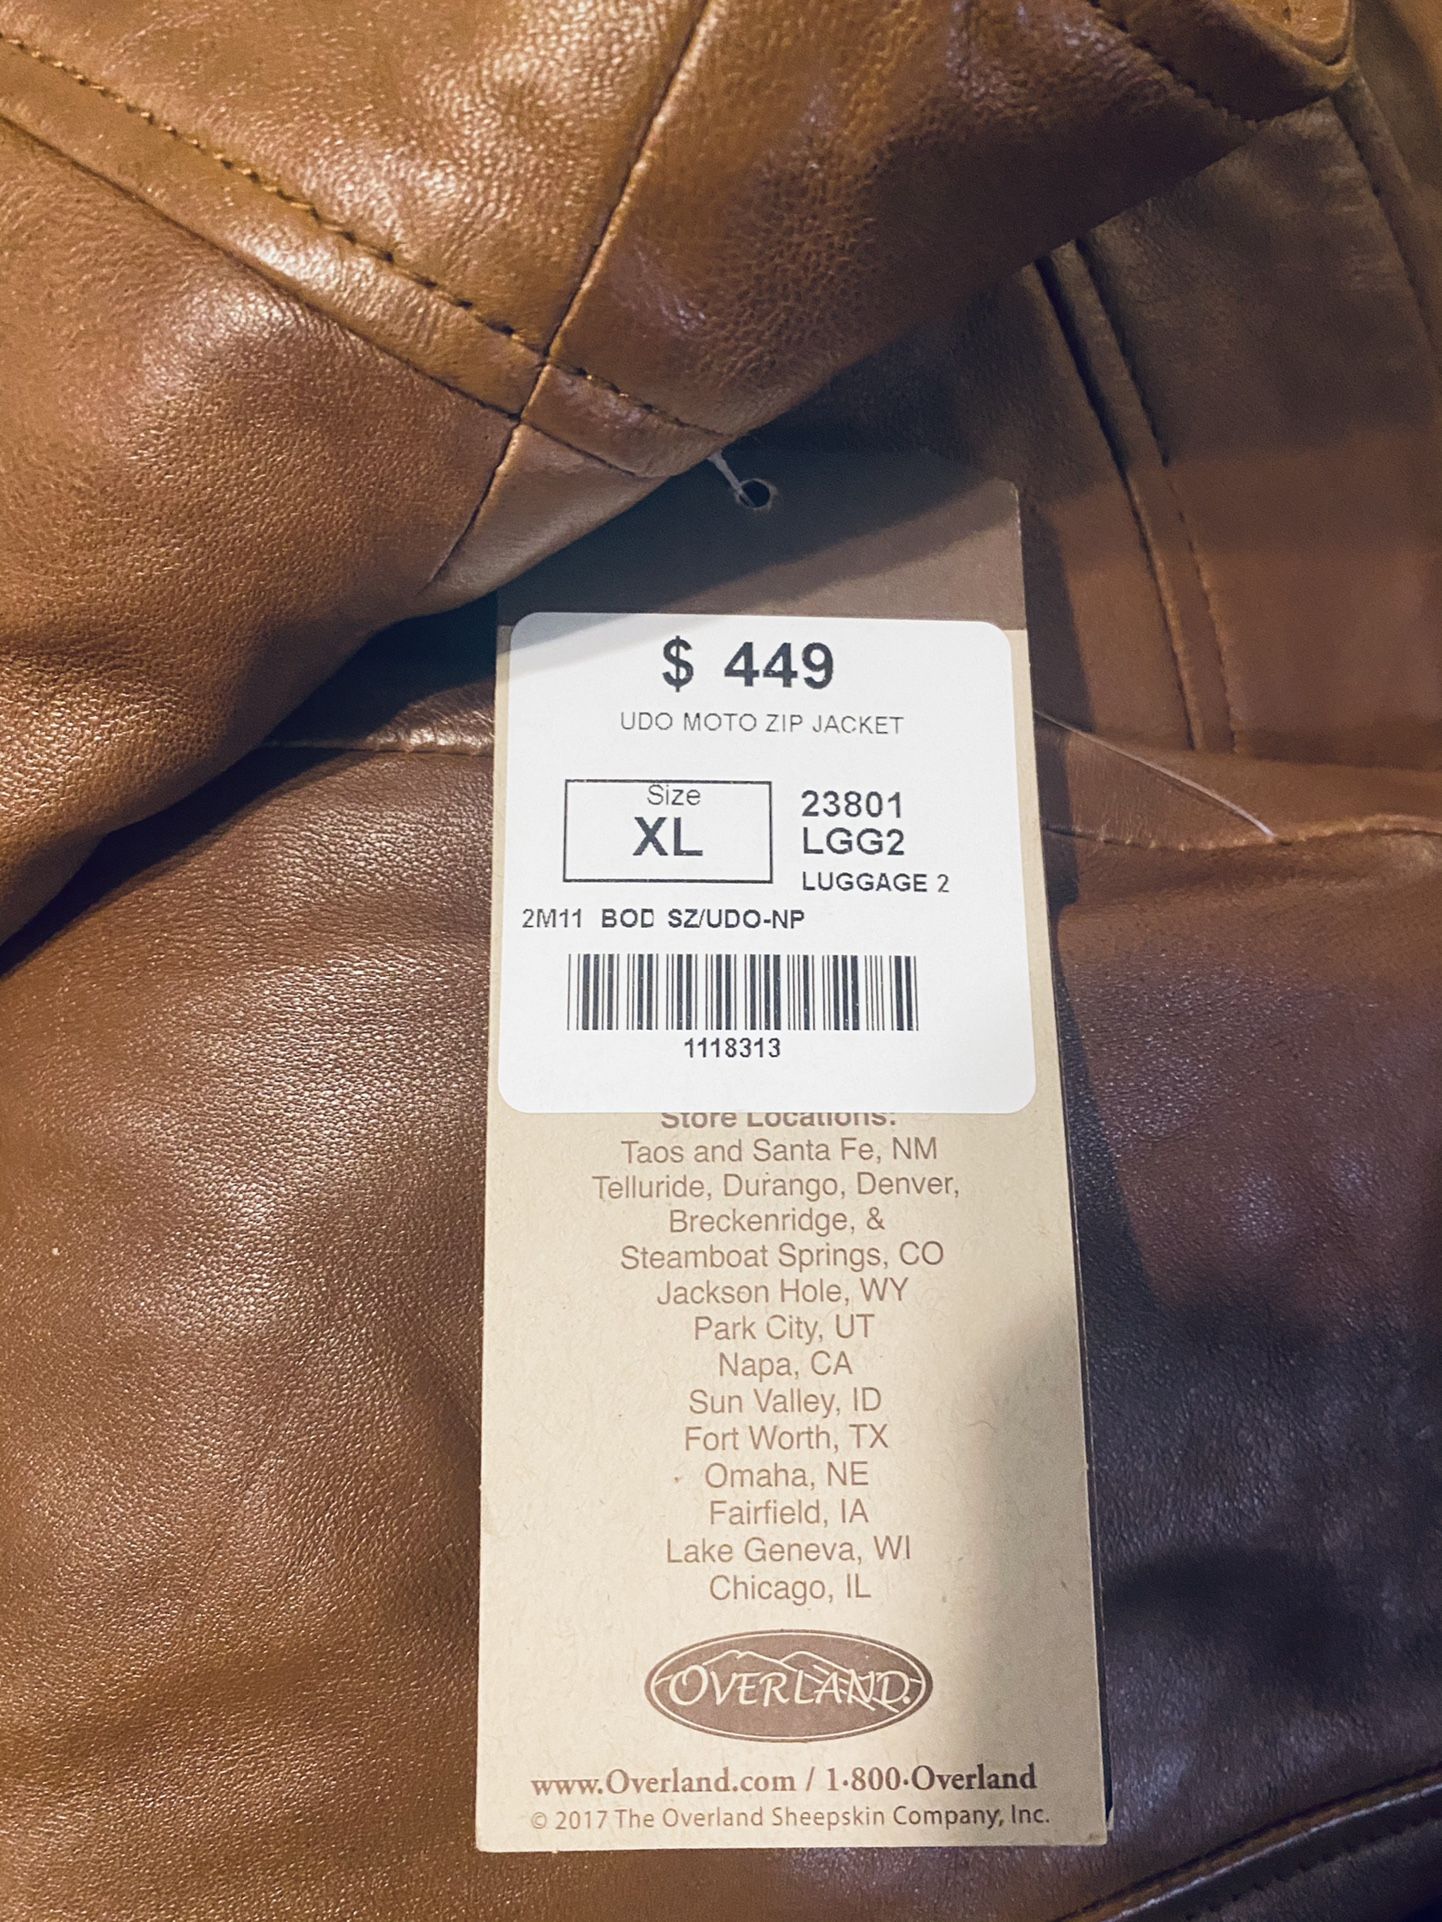 $ 449
UDO MOTO ZIP JACKET
Size
XL
23801
LGG2
LUGGAGE 2
2M11 BOD SZ/UDO-NP
1118313
Store Locations:
Taos and Santa Fe, NM
Telluride, Durango, Denver,
Breckenridge, &
Steamboat Springs, CO
Jackson Hole, WY
Park City, UT
Napa, CA
Sun Valley, ID
Fort Worth, TX
Omaha, NE
Fairfield, IA
Lake Geneva, WI
Chicago, IL
OVERLAND
www.Overland.com / 1·800·Overland
© 2017 The Overland Sheepskin Company, Inc.